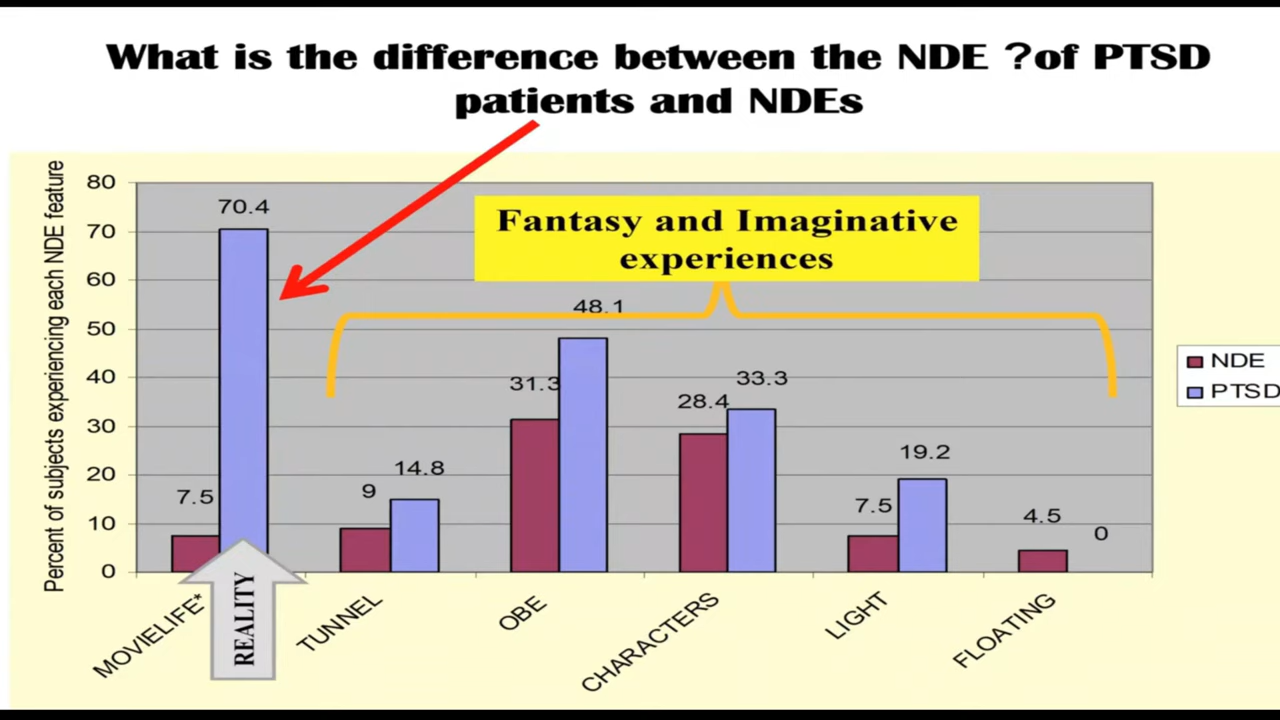 What is the difference between the NDE ?of PTSD
patients and NDEs
Percent of subjects experiencing each NDE feature
80
70
60
50
40
30
20
10
0
Fantasy and Imaginative
experiences
7.5
70.4
9
14.8
31.3
48.1
28.4
33.3
7.5
19.2
4.5
0
NDE
PTSD
MOVIELIFE*
TUNNEL
OBE
CHARACTERS
LIGHT
FLOATING
REALITY